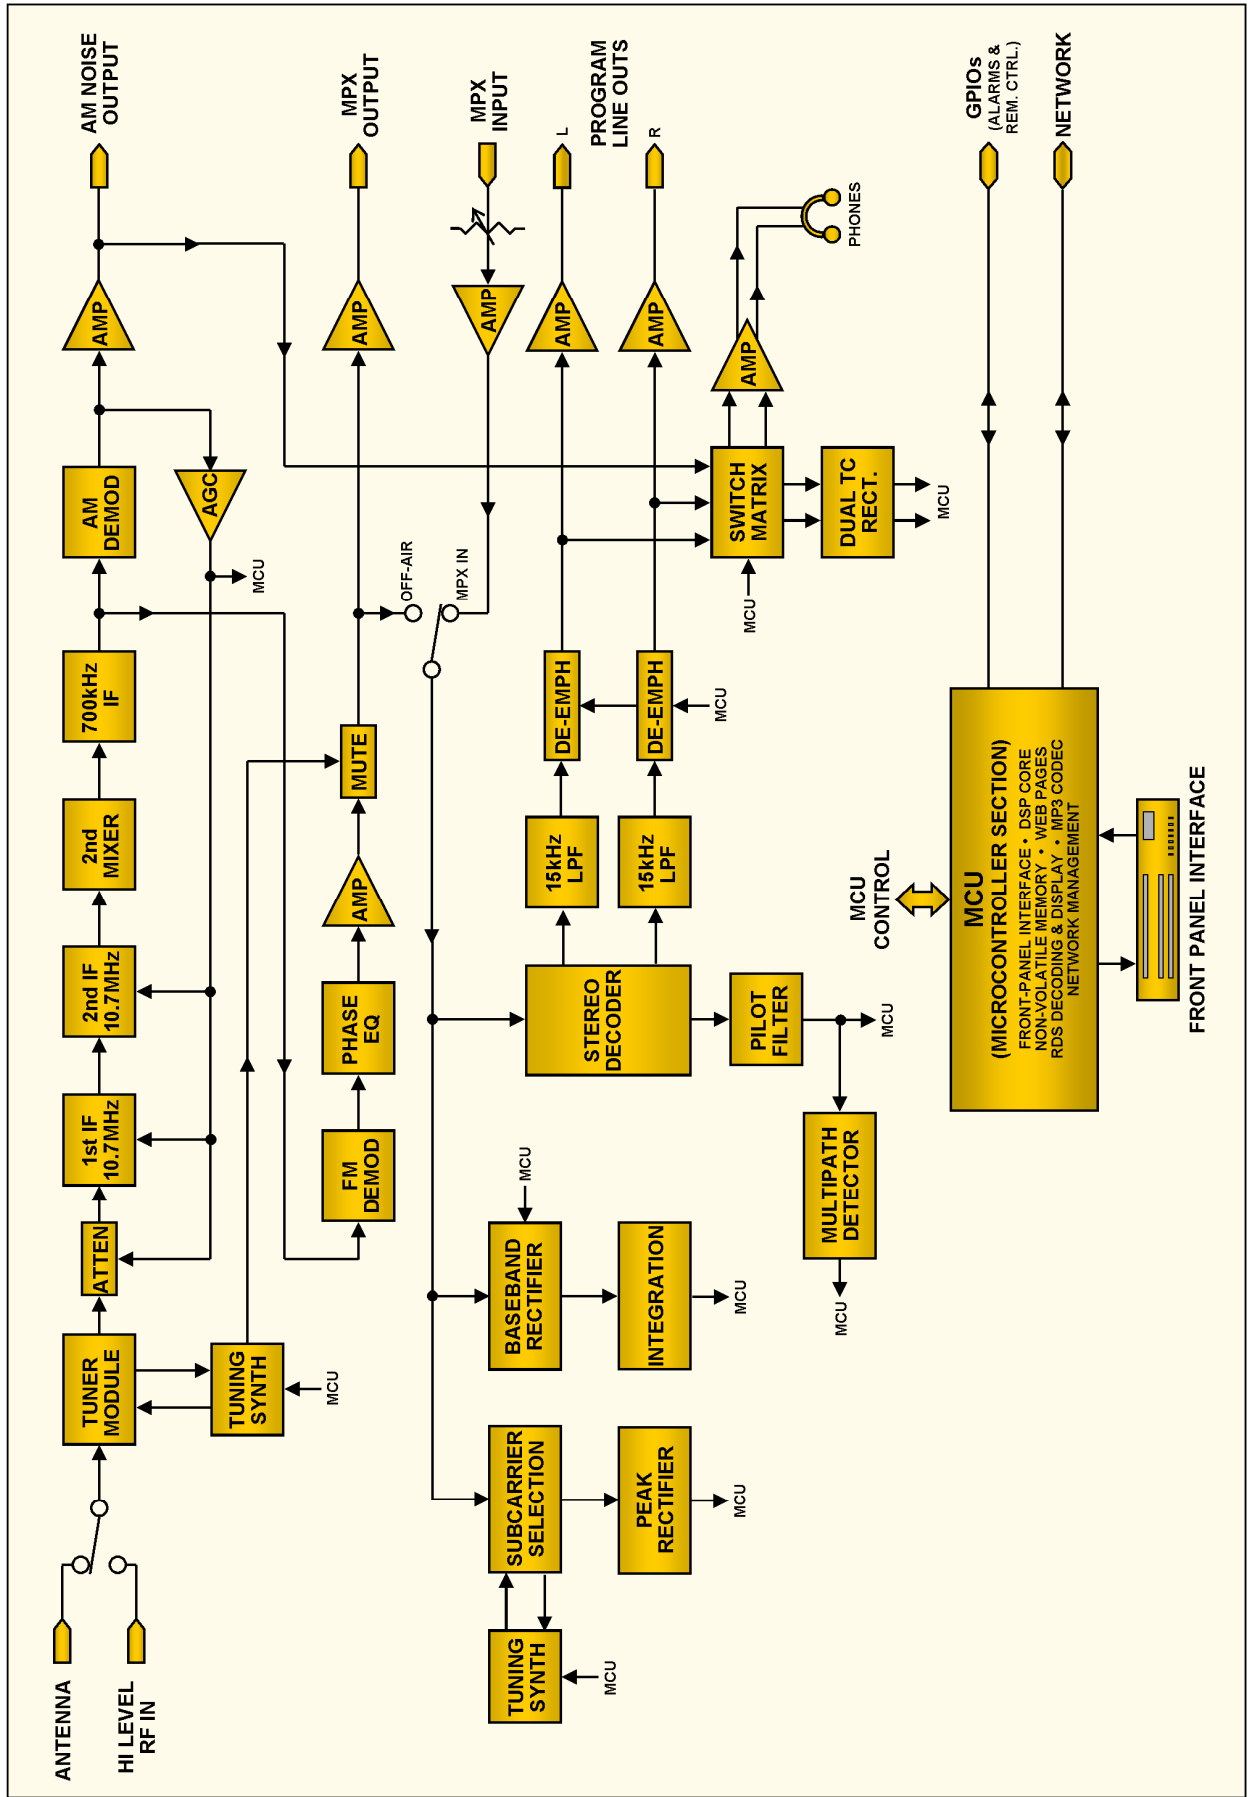 ANTENNA
HI LEVEL
RF IN
TUNER
MODULE
ATTEN
1st IF
10.7MHz
2nd IF
10.7MHz
2nd
MIXER
700kHz
IF
AM
DEMOD
AMP
AM NOISE
OUTPUT
TUNING
SYNTH
MCU
AGC
MCU
FM
DEMOD
PHASE
EQ
AMP
MUTE
AMP
MPX
OUTPUT
OFF-AIR
MPX IN
AMP
MPX
INPUT
TUNING
SYNTH
MCU
SUBCARRIER
SELECTION
PEAK
RECTIFIER
MCU
BASEBAND
RECTIFIER
MCU
INTEGRATION
MCU
STEREO
DECODER
15kHz
LPF
15kHz
LPF
DE-EMPH
DE-EMPH
MCU
AMP
AMP
L
R
PROGRAM
LINE OUTS
PILOT
FILTER
MCU
MULTIPATH
DETECTOR
MCU
SWITCH
MATRIX
MCU
AMP
PHONES
DUAL TC
RECT.
MCU
MCU
CONTROL
MCU
(MICROCONTROLLER SECTION)
FRONT-PANEL INTERFACE • DSP CORE
NON-VOLATILE MEMORY • WEB PAGES
RDS DECODING & DISPLAY • MP3 CODEC
NETWORK MANAGEMENT
GPIOs
(ALARMS &
REM. CTRL.)
NETWORK
FRONT PANEL INTERFACE